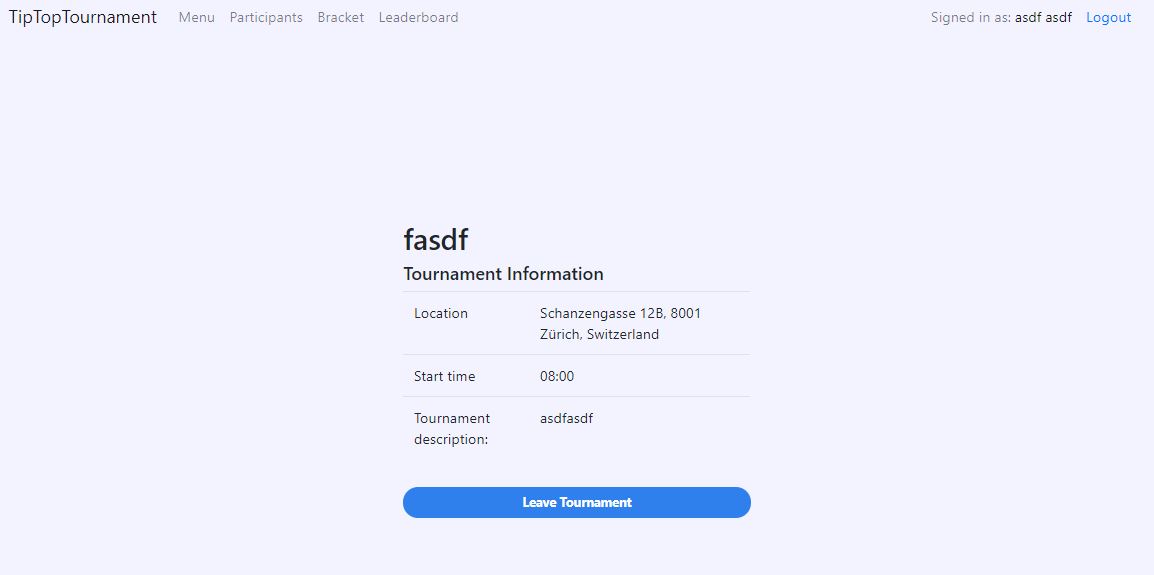 TipTopTournament Menu Participants Bracket Leaderboard Signed in as: asdf asdf Logout
fasdf
Tournament Information
Location Schanzengasse 12B, 8001
Zürich, Switzerland
Start time 08:00
Tournament asdfasdf
description:
Leave Tournament